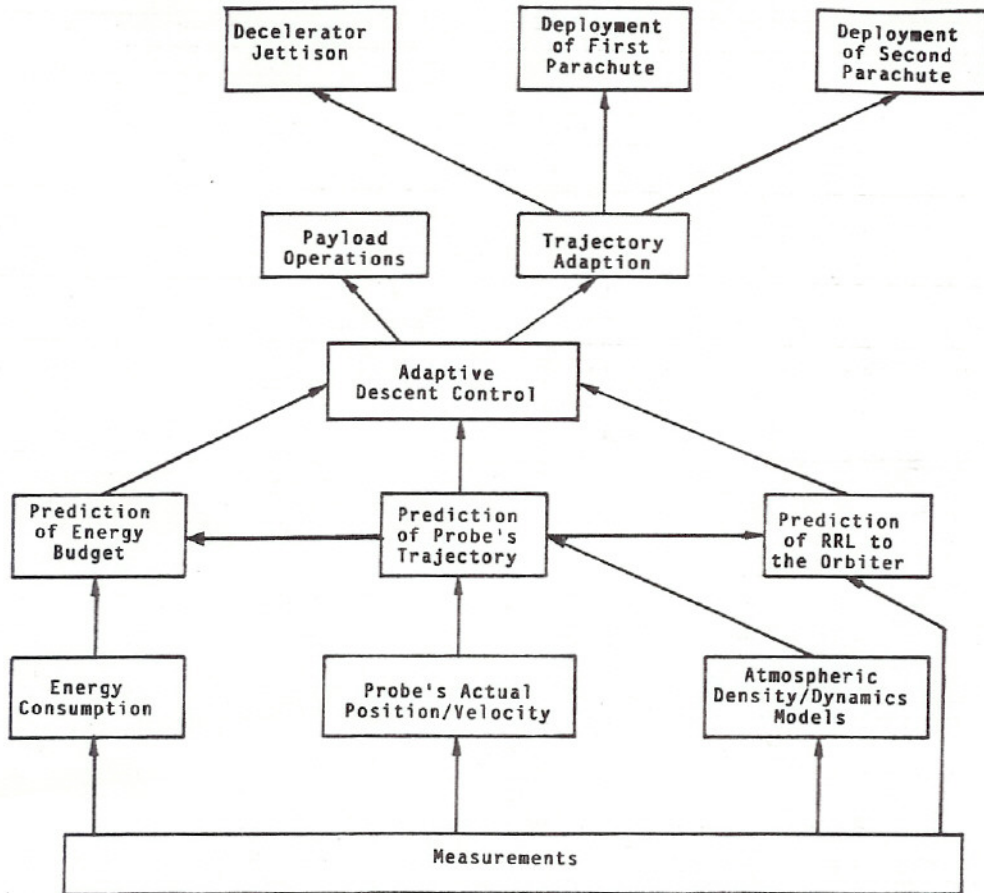 Decelerator
Jettison
Deployment
of First
Parachute
Deployment
of Second
Parachute
Payload
Operations
Trajectory
Adaption
Adaptive
Descent Control
Prediction
of Energy
Budget
Prediction
of Probe's
Trajectory
Prediction
of RRL to
the Orbiter
Energy
Consumption
Probe's Actual
Position/Velocity
Atmospheric
Density/Dynamics
Models
Measurements